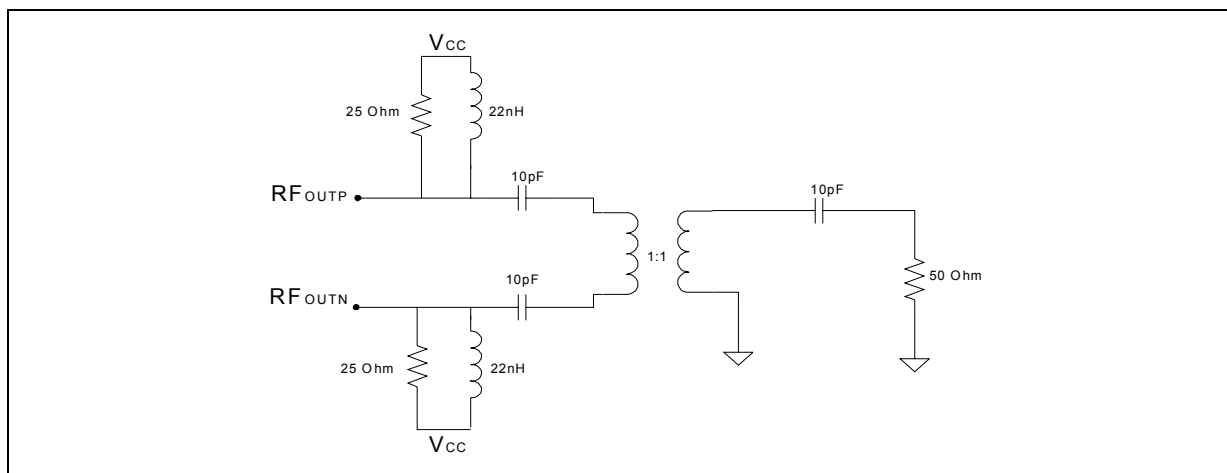 VCC
25 Ohm
22nH
10pF
10pF
RFOUTP
1:1
50 Ohm
10pF
RFOUTN
25 Ohm
22nH
VCC